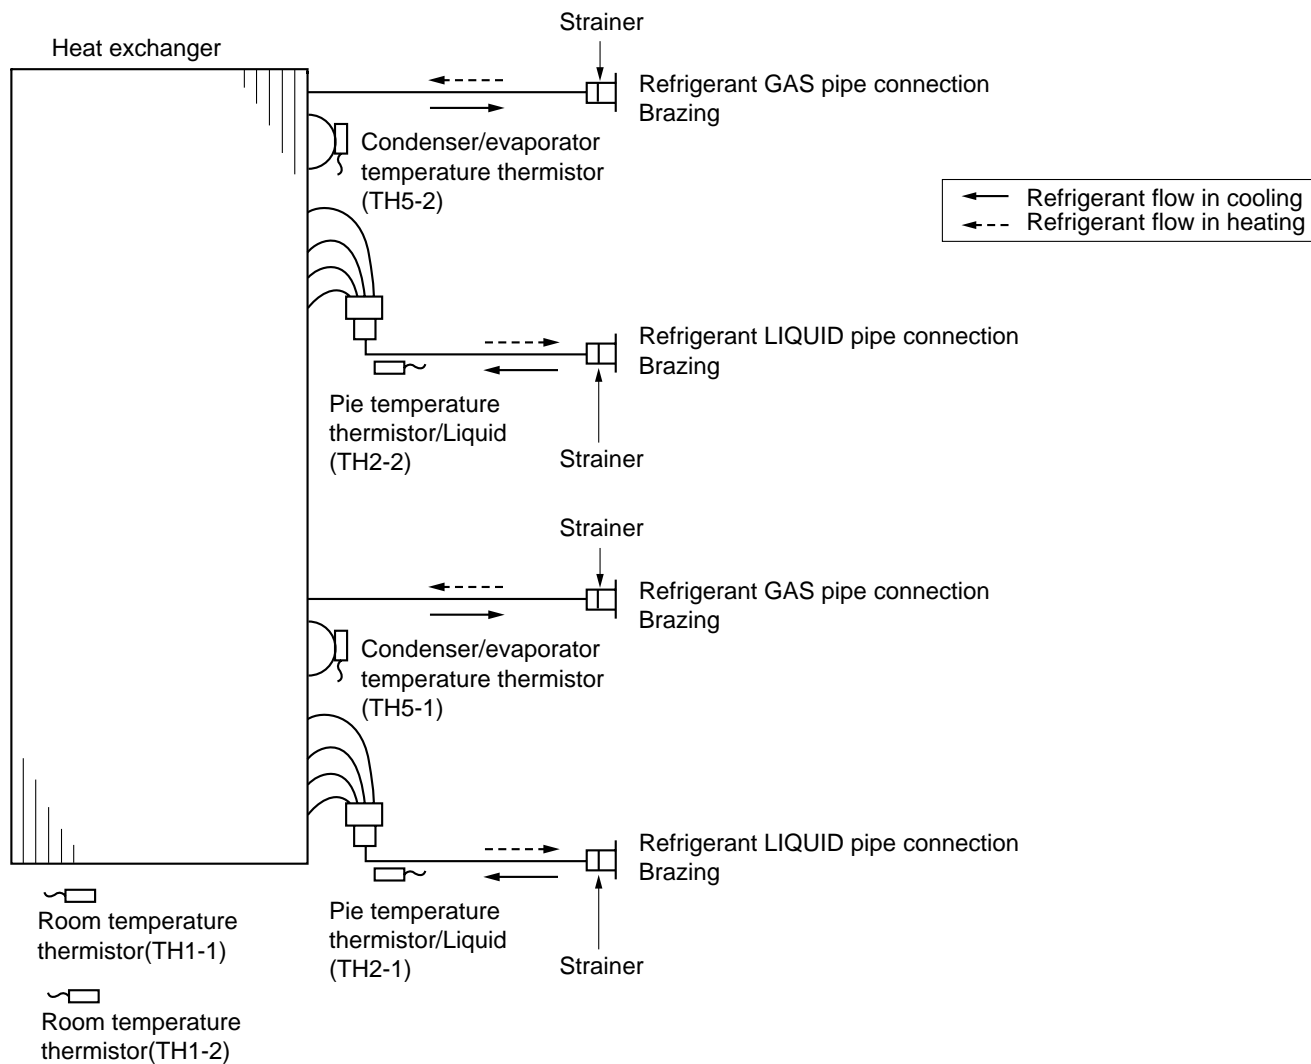 Strainer
Heat exchanger
Refrigerant GAS pipe connection
Brazing
Condenser/evaporator
temperature thermistor
(TH5-2)
Refrigerant flow in cooling
Refrigerant flow in heating
Refrigerant LIQUID pipe connection
Brazing
Pie temperature
thermistor/Liquid
(TH2-2)
Strainer
Strainer
Refrigerant GAS pipe connection
Brazing
Condenser/evaporator
temperature thermistor
(TH5-1)
Refrigerant LIQUID pipe connection
Brazing
Pie temperature
thermistor/Liquid
(TH2-1)
Strainer
Room temperature
thermistor(TH1-1)
Room temperature
thermistor(TH1-2)